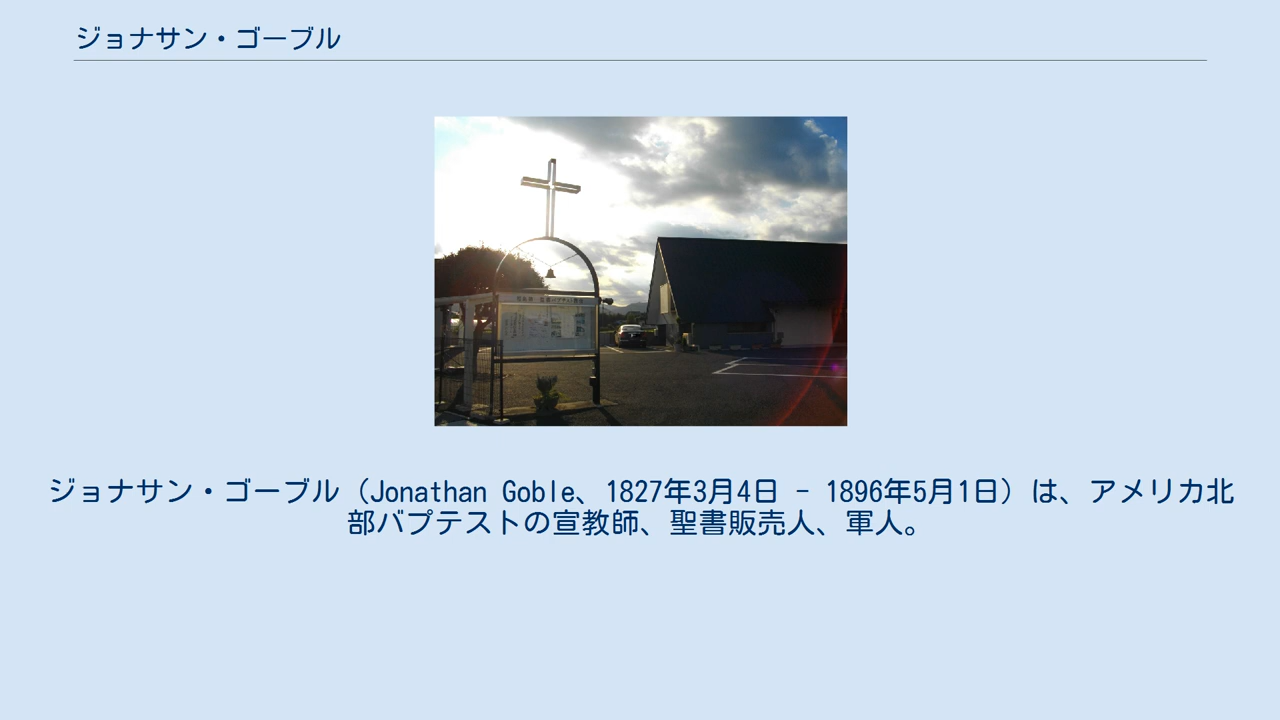 ジョナサン・ゴーブル
ジョナサン・ゴーブル（Jonathan Goble、1827年3月4日 - 1896年5月1日）は、アメリカ北
部バプテストの宣教師、聖書販売人、軍人。